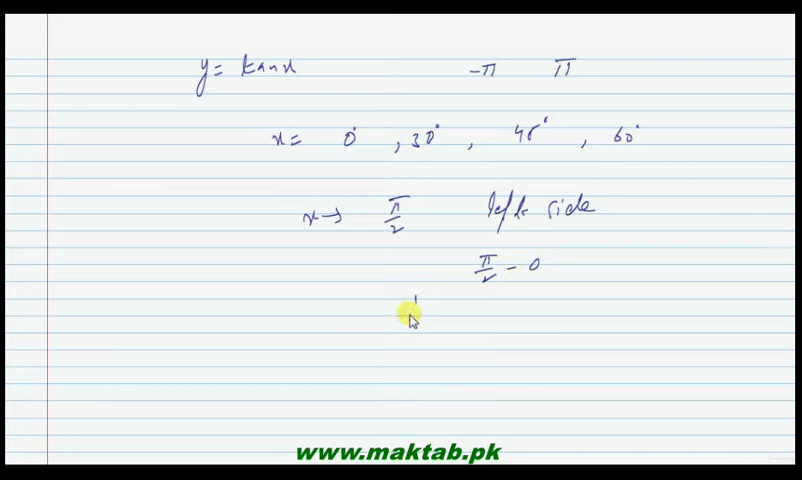 y = tan x -π π
x = 0° , 30° , 45° , 60°
x → π/2 left side
π/2 - 0
www.maktab.pk